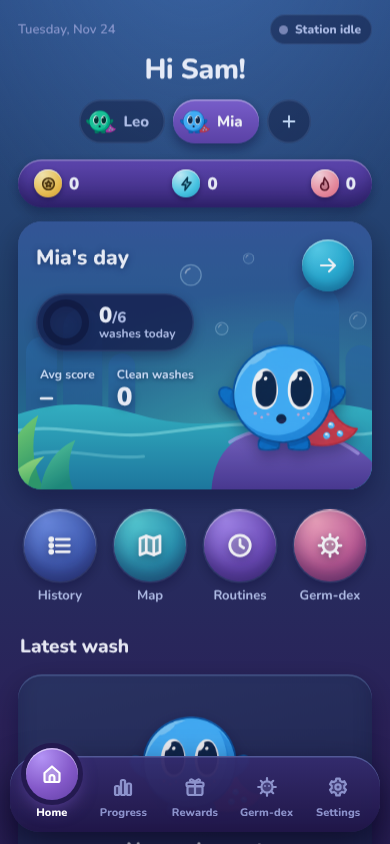 Tuesday, Nov 24
Station idle
Hi Sam!
Leo
Mia
0
0
0
Mia's day
0/6
washes today
Avg score
Clean washes
–
0
History
Map
Routines
Germ-dex
Latest wash
Home
Progress
Rewards
Germ-dex
Settings